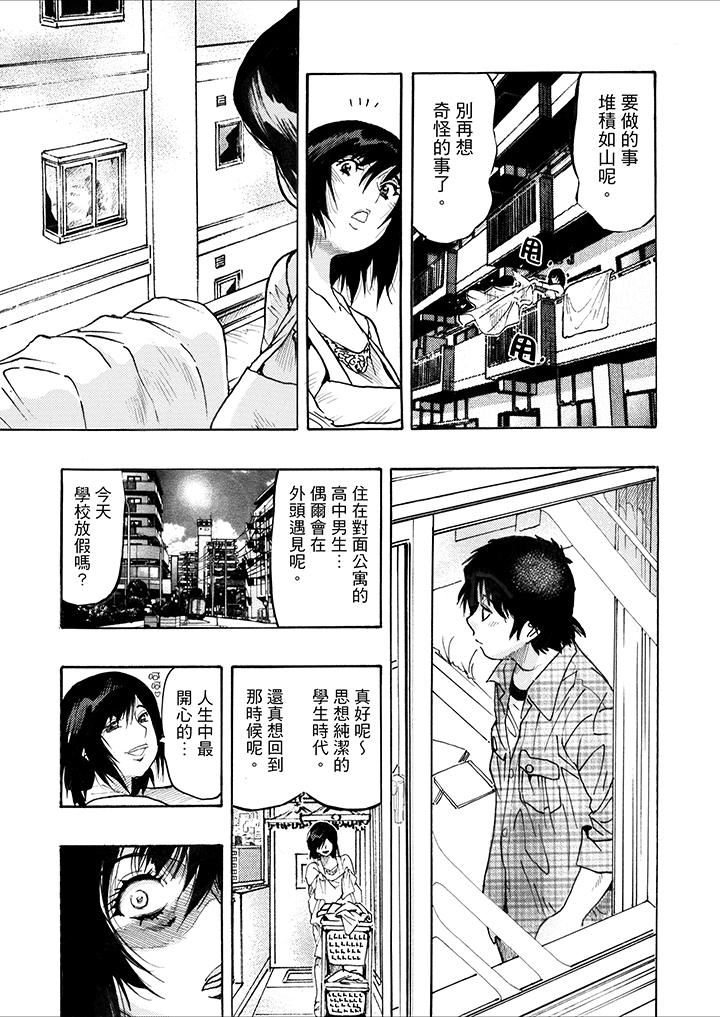 要做的事
堆積如山呢。
別再想
奇怪的事了。
甩
甩
住在對面公寓的
高中男生…
偶爾會在
外頭遇見呢。
今天
學校放假嗎？
真好呢～
思想純潔的
學生時代。
還真想回到
那時候呢。
人生中最
開心的…